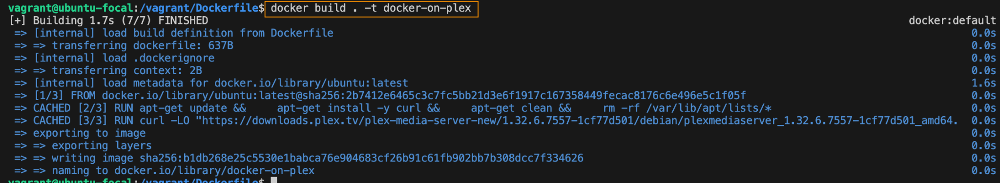 vagrant@ubuntu-focal:/vagrant/Dockerfile$ docker build . -t docker-on-plex
[+] Building 1.7s (7/7) FINISHED docker:default
=> [internal] load build definition from Dockerfile 0.0s
=> => transferring dockerfile: 637B 0.0s
=> [internal] load .dockerignore 0.0s
=> => transferring context: 2B 0.0s
=> [internal] load metadata for docker.io/library/ubuntu:latest 1.6s
=> [1/3] FROM docker.io/library/ubuntu:latest@sha256:2b7412e6465c3c7fc5bb21d3e6f1917c167358449fecac8176c6e496e5c1f05f 0.0s
=> CACHED [2/3] RUN apt-get update &&     apt-get install -y curl &&     apt-get clean &&     rm -rf /var/lib/apt/lists/* 0.0s
=> CACHED [3/3] RUN curl -LO "https://downloads.plex.tv/plex-media-server-new/1.32.6.7557-1cf77d501/debian/plexmediaserver_1.32.6.7557-1cf77d501_amd64. 0.0s
=> exporting to image 0.0s
=> => exporting layers 0.0s
=> => writing image sha256:b1db268e25c5530e1babca76e904683cf26b91c61fb902bb7b308dcc7f334626 0.0s
=> => naming to docker.io/library/docker-on-plex 0.0s
vagrant@ubuntu-focal:/vagrant/Dockerfile$